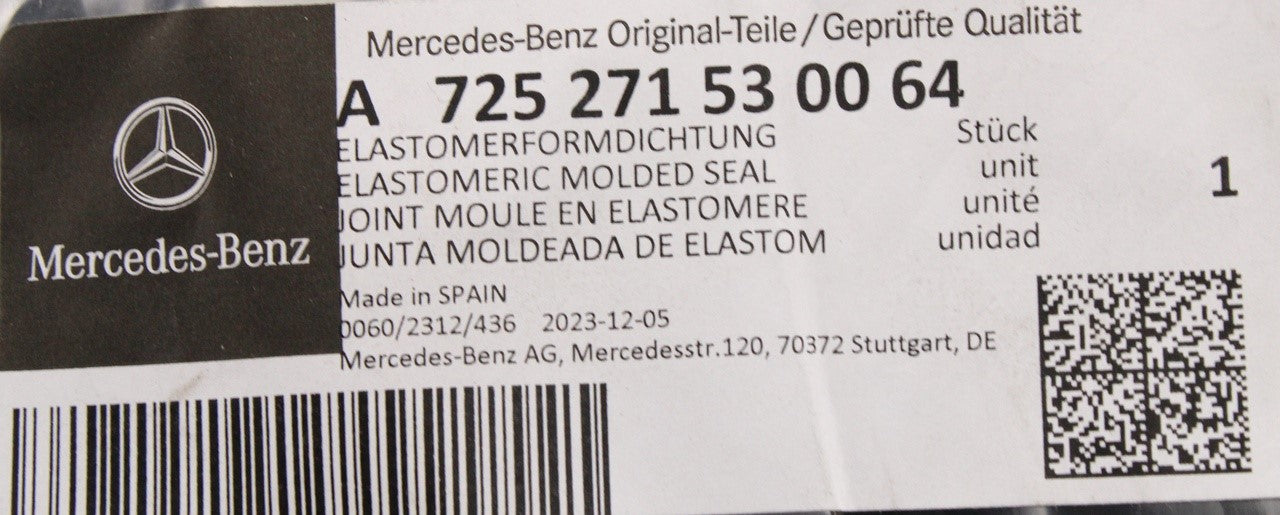 Mercedes-Benz Original-Teile/Geprüfte Qualität
A 725 271 53 00 64
ELASTOMERFORMDICHTUNG Stück
ELASTOMERIC MOLDED SEAL unit
JOINT MOULE EN ELASTOMERE unité
JUNTA MOLDEADA DE ELASTOM unidad
1
Mercedes-Benz
Made in SPAIN
0060/2312/436 2023-12-05
Mercedes-Benz AG, Mercedesstr.120, 70372 Stuttgart, DE